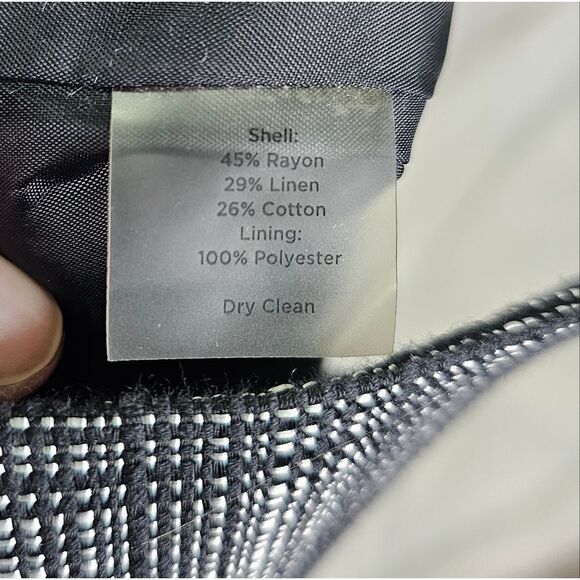 Shell:
45% Rayon
29% Linen
26% Cotton
Lining:
100% Polyester
Dry Clean